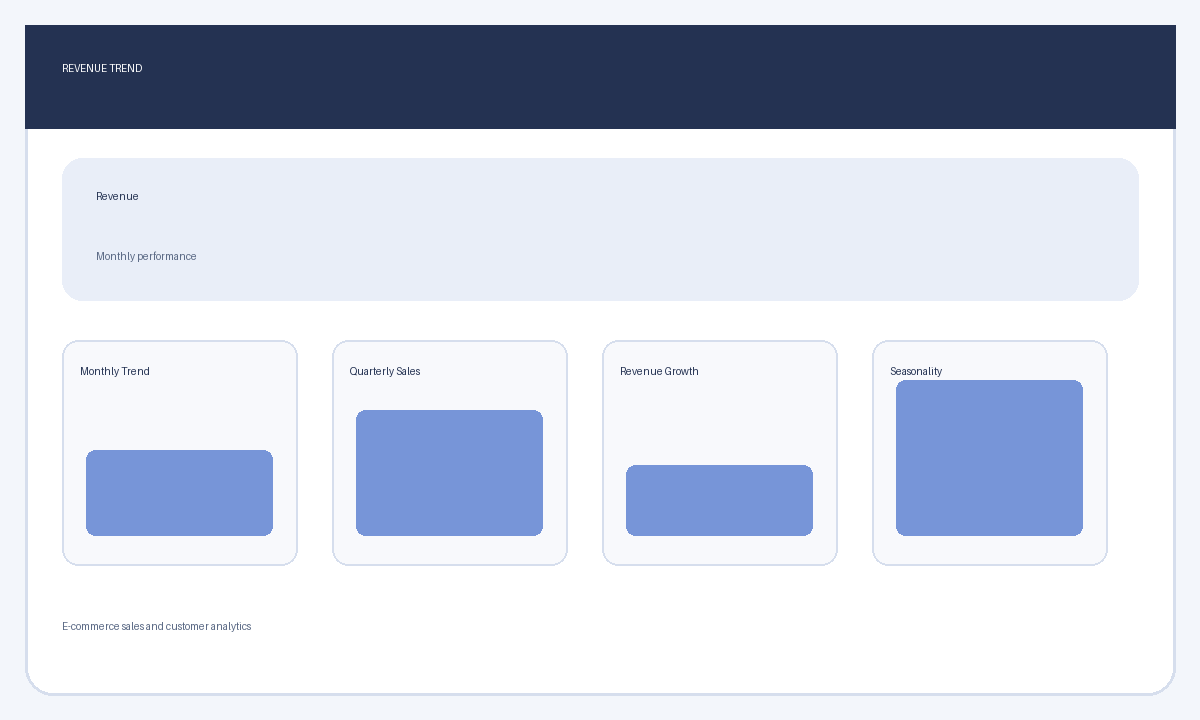 REVENUE TREND
Revenue
Monthly performance
Monthly Trend
Quarterly Sales
Revenue Growth
Seasonality
E-commerce sales and customer analytics